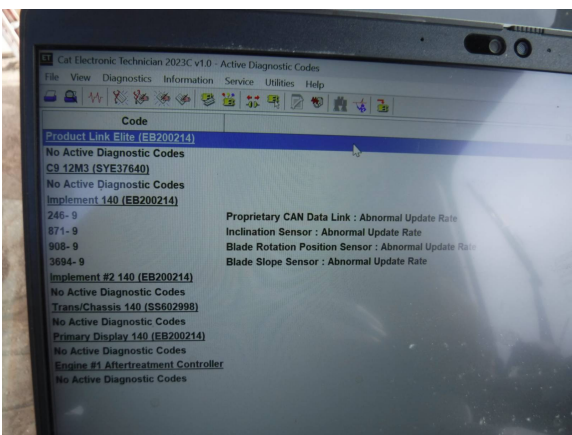 ET Cat Electronic Technician 2023C v1.0 - Active Diagnostic Codes
File View Diagnostics Information Service Utilities Help
Code
Product Link Elite (EB200214)
No Active Diagnostic Codes
C9 12M3 (SYE37640)
No Active Diagnostic Codes
Implement 140 (EB200214)
246- 9 Proprietary CAN Data Link : Abnormal Update Rate
871- 9 Inclination Sensor : Abnormal Update Rate
908- 9 Blade Rotation Position Sensor : Abnormal Update Rate
3694- 9 Blade Slope Sensor : Abnormal Update Rate
Implement #2 140 (EB200214)
No Active Diagnostic Codes
Trans/Chassis 140 (SS602998)
No Active Diagnostic Codes
Primary Display 140 (EB200214)
No Active Diagnostic Codes
Engine #1 Aftertreatment Controller
No Active Diagnostic Codes